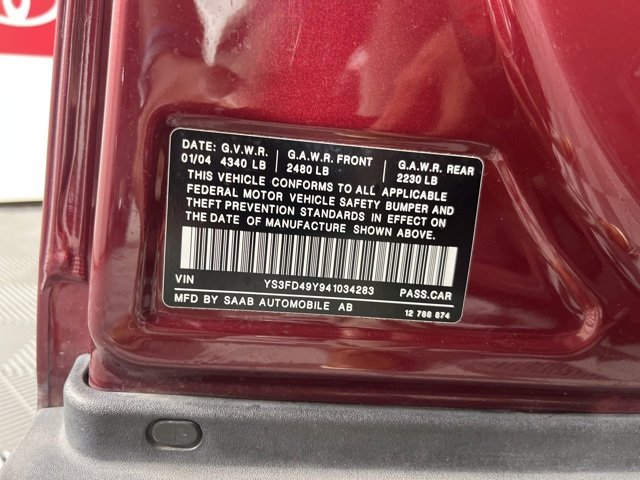 DATE: G.V.W.R. G.A.W.R. FRONT G.A.W.R. REAR
01/04 4340 LB 2480 LB 2230 LB
THIS VEHICLE CONFORMS TO ALL APPLICABLE
FEDERAL MOTOR VEHICLE SAFETY BUMPER AND
THEFT PREVENTION STANDARDS IN EFFECT ON
THE DATE OF MANUFACTURE SHOWN ABOVE.
VIN YS3FD49Y941034283 PASS.CAR
MFD BY SAAB AUTOMOBILE AB
12 768 874